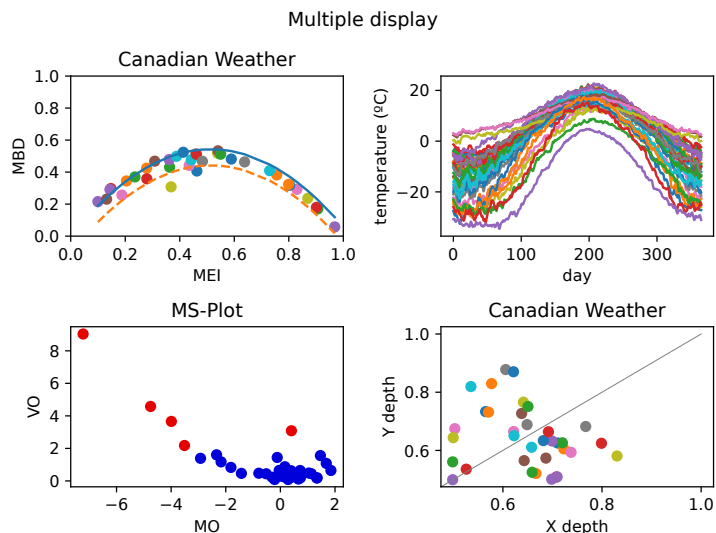 Multiple display
Canadian Weather
1.0
0.8
0.6
0.4
0.2
0.0
MBD
0.0 0.2 0.4 0.6 0.8 1.0
MEI
20
0
−20
temperature (ºC)
0 100 200 300
day
MS-Plot
8
6
4
2
0
VO
−6 −4 −2 0 2
MO
Canadian Weather
1.0
0.8
0.6
Y depth
0.6 0.8 1.0
X depth